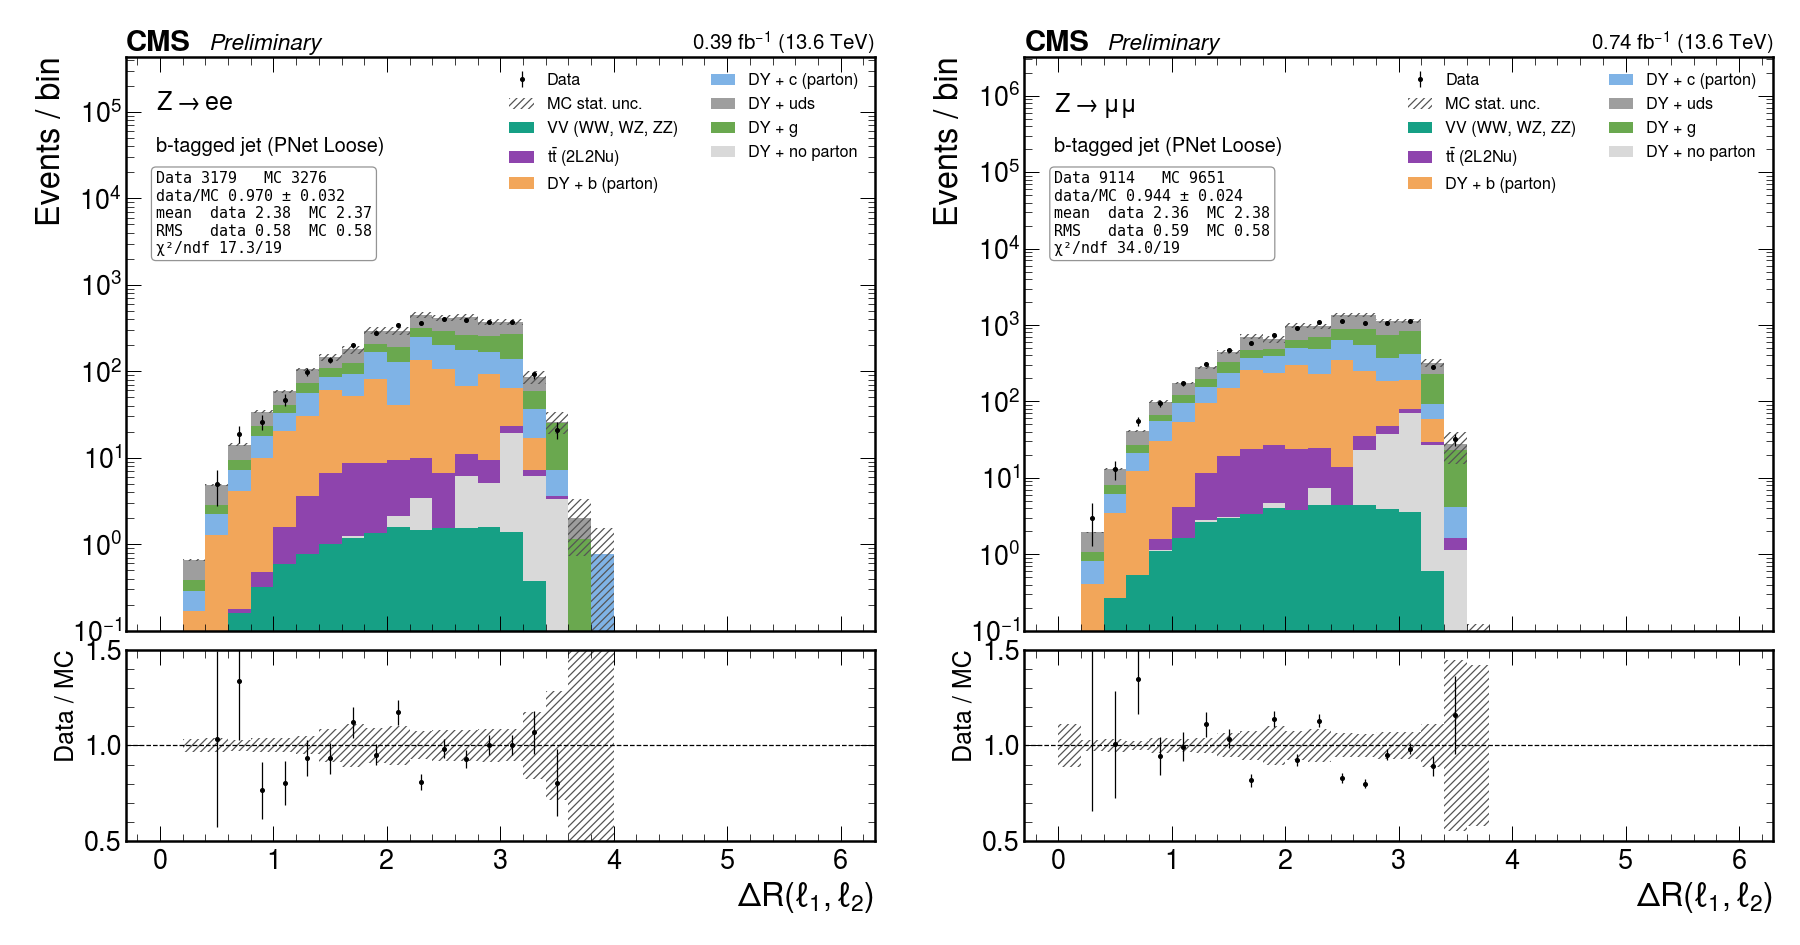 CMS Preliminary 0.39 fb⁻¹ (13.6 TeV)
Events / bin
Z → ee
b-tagged jet (PNet Loose)
Data 3179 MC 3276
data/MC 0.970 ± 0.032
mean data 2.38 MC 2.37
RMS data 0.58 MC 0.58
χ²/ndf 17.3/19
Data
MC stat. unc.
VV (WW, WZ, ZZ)
tt̄ (2L2Nu)
DY + b (parton)
DY + c (parton)
DY + uds
DY + g
DY + no parton
10⁵
10⁴
10³
10²
10¹
10⁰
10⁻¹
Data / MC
1.5
1.0
0.5
0 1 2 3 4 5 6
ΔR(ℓ₁, ℓ₂)
CMS Preliminary 0.74 fb⁻¹ (13.6 TeV)
Events / bin
Z → μμ
b-tagged jet (PNet Loose)
Data 9114 MC 9651
data/MC 0.944 ± 0.024
mean data 2.36 MC 2.38
RMS data 0.59 MC 0.58
χ²/ndf 34.0/19
Data
MC stat. unc.
VV (WW, WZ, ZZ)
tt̄ (2L2Nu)
DY + b (parton)
DY + c (parton)
DY + uds
DY + g
DY + no parton
10⁶
10⁵
10⁴
10³
10²
10¹
10⁰
10⁻¹
Data / MC
1.5
1.0
0.5
0 1 2 3 4 5 6
ΔR(ℓ₁, ℓ₂)